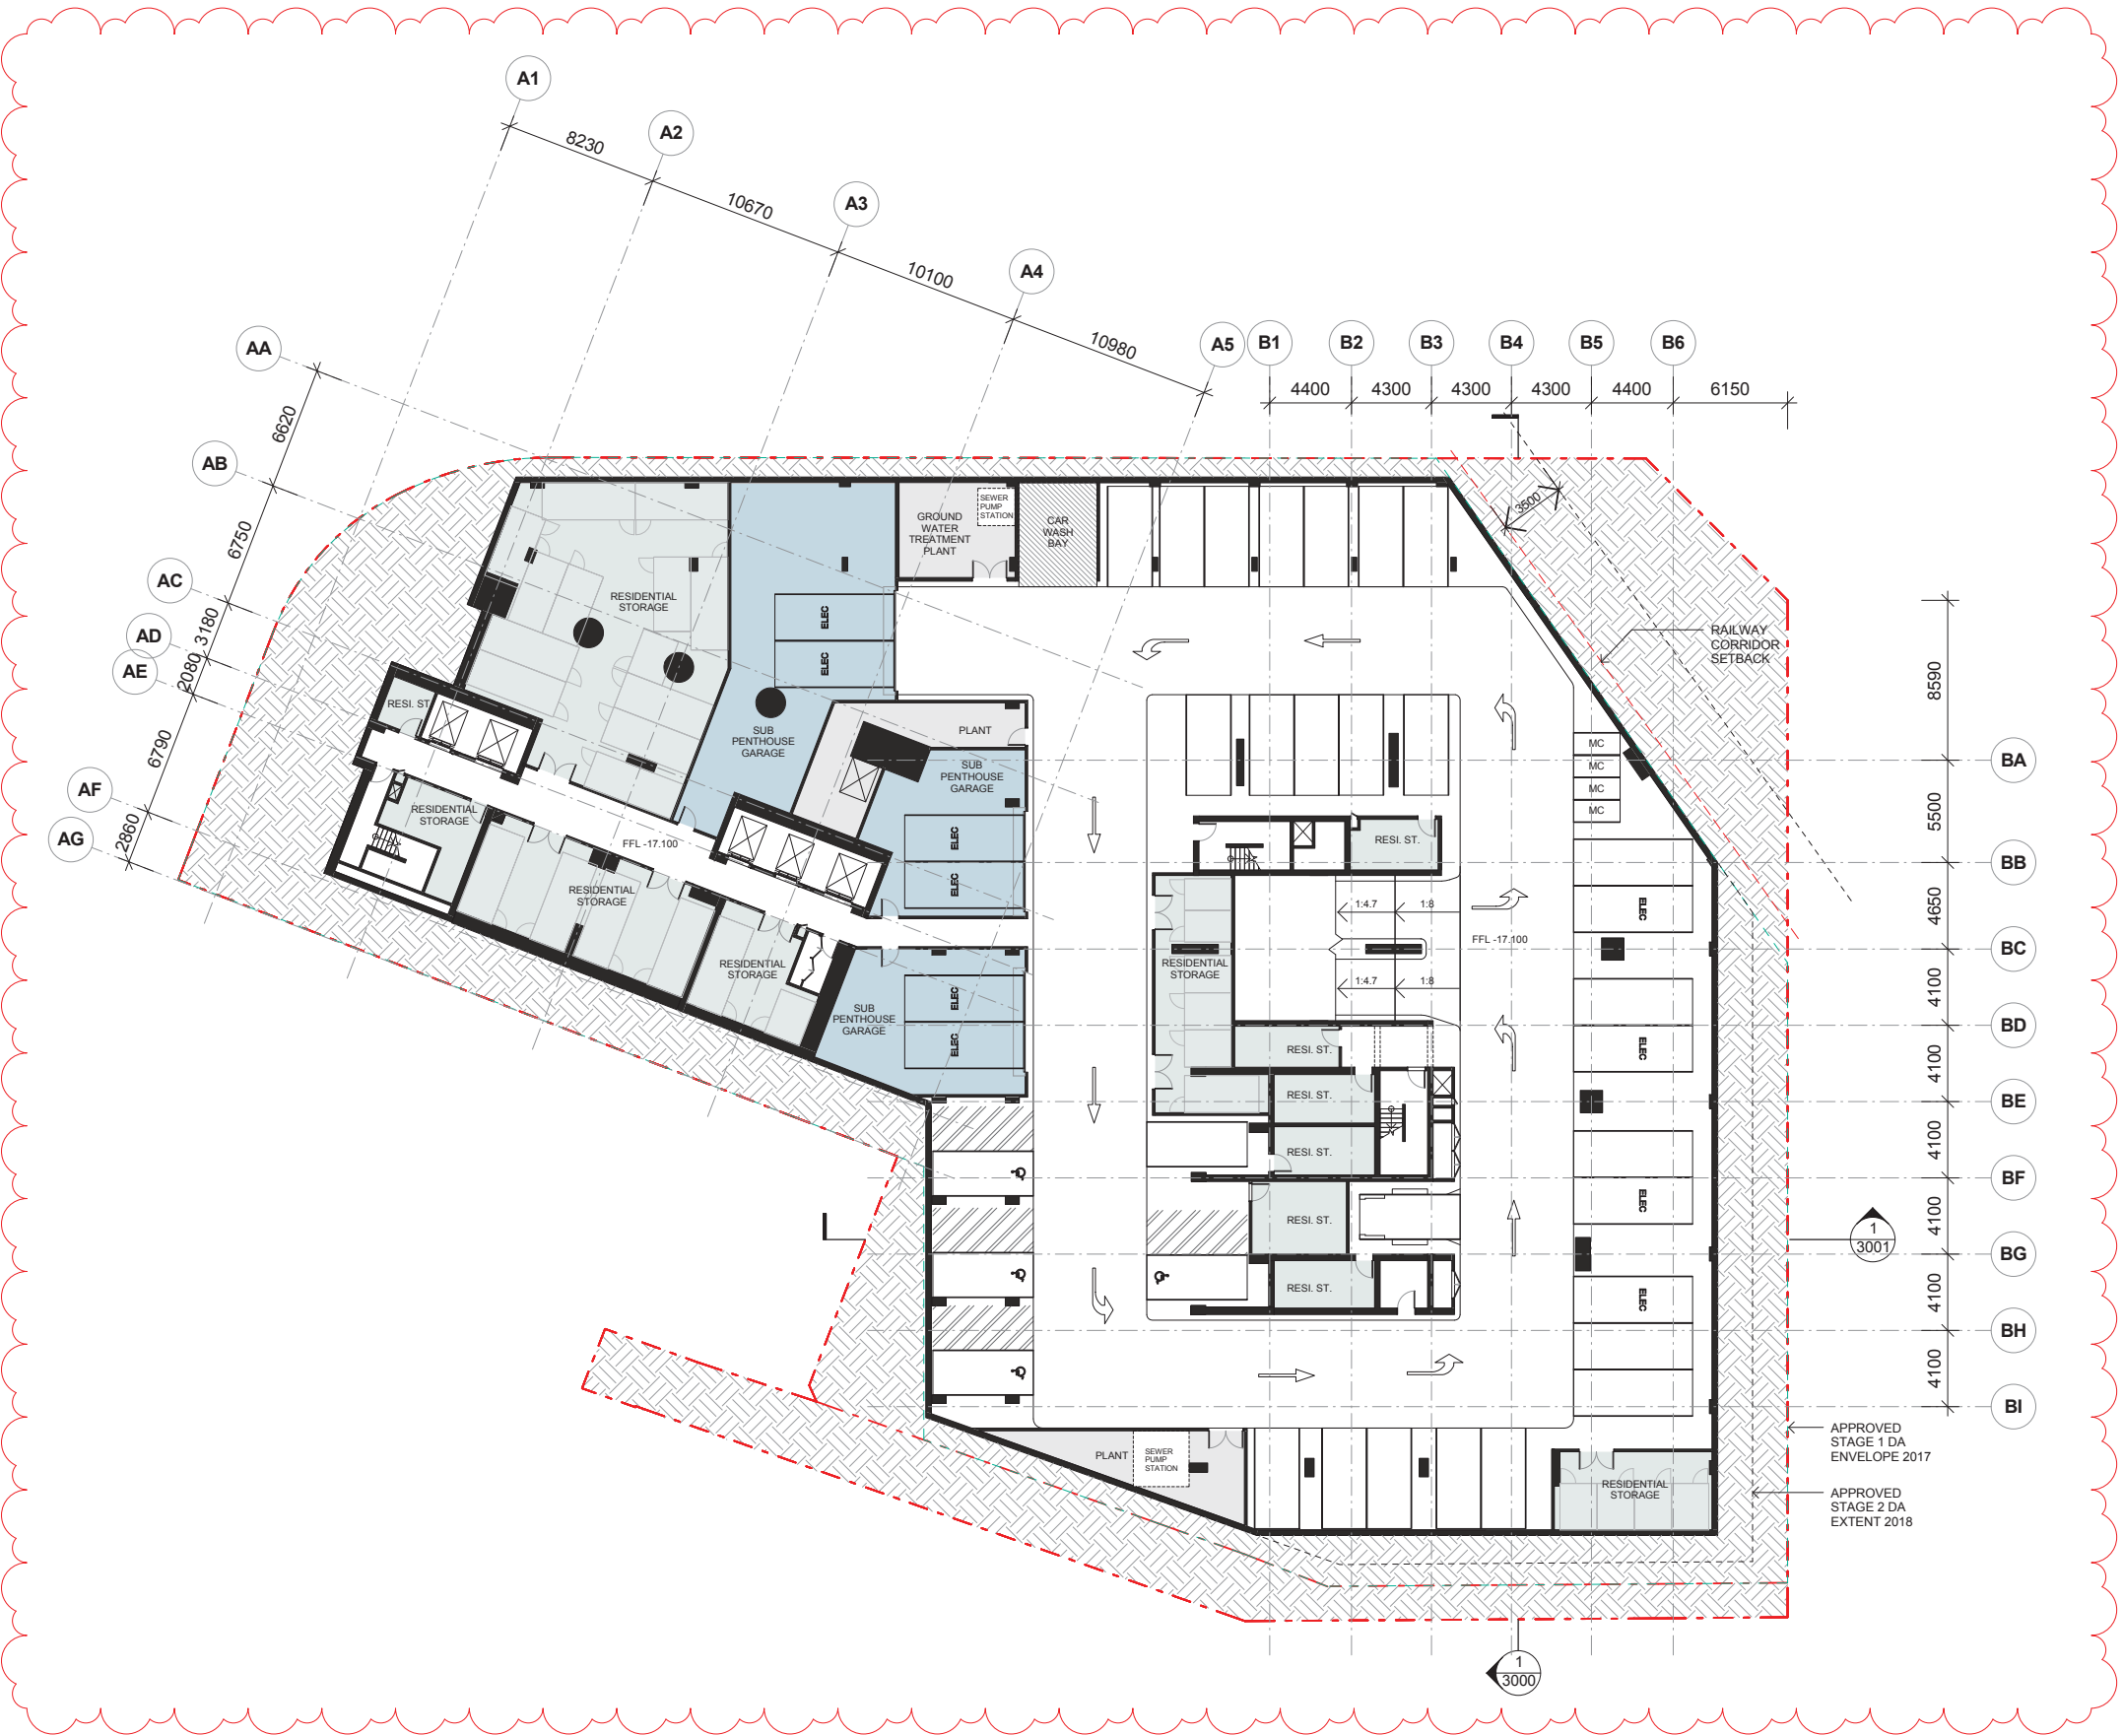 A1
A2
A3
A4
A5
B1
B2
B3
B4
B5
B6
8230
10670
10100
10980
4400
4300
4300
4300
4400
6150
AA
AB
AC
AD
AE
AF
AG
6620
6750
3180
2080
6790
2860
3500
SEWER
PUMP
STATION
GROUND
WATER
TREATMENT
PLANT
CAR
WASH
BAY
RESIDENTIAL
STORAGE
ELEC
ELEC
RAILWAY
CORRIDOR
SETBACK
RESI. ST.
SUB
PENTHOUSE
GARAGE
PLANT
SUB
PENTHOUSE
GARAGE
MC
MC
MC
MC
RESIDENTIAL
STORAGE
FFL -17.100
ELEC
ELEC
RESI. ST.
RESIDENTIAL
STORAGE
1:4.7
1:8
ELEC
FFL -17.100
RESIDENTIAL
STORAGE
RESIDENTIAL
STORAGE
1:4.7
1:8
SUB
PENTHOUSE
GARAGE
ELEC
ELEC
RESI. ST.
ELEC
RESI. ST.
RESI. ST.
RESI. ST.
ELEC
RESI. ST.
ELEC
8590
5500
4650
4100
4100
4100
4100
4100
4100
BA
BB
BC
BD
BE
BF
BG
BH
BI
1
3001
APPROVED
STAGE 1 DA
ENVELOPE 2017
PLANT
SEWER
PUMP
STATION
RESIDENTIAL
STORAGE
APPROVED
STAGE 2 DA
EXTENT 2018
1
3000